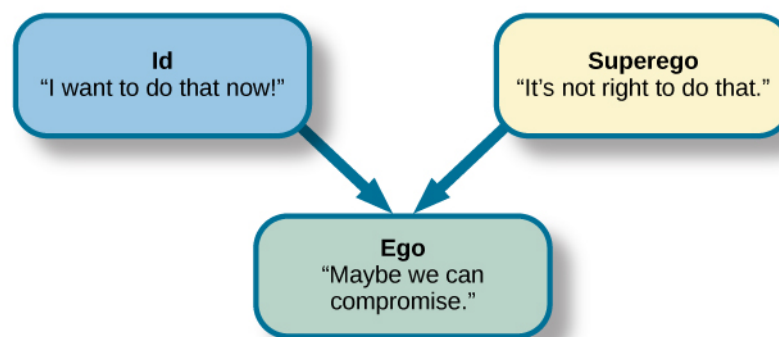 Id
“I want to do that now!”
Superego
“It’s not right to do that.”
Ego
“Maybe we can
compromise.”